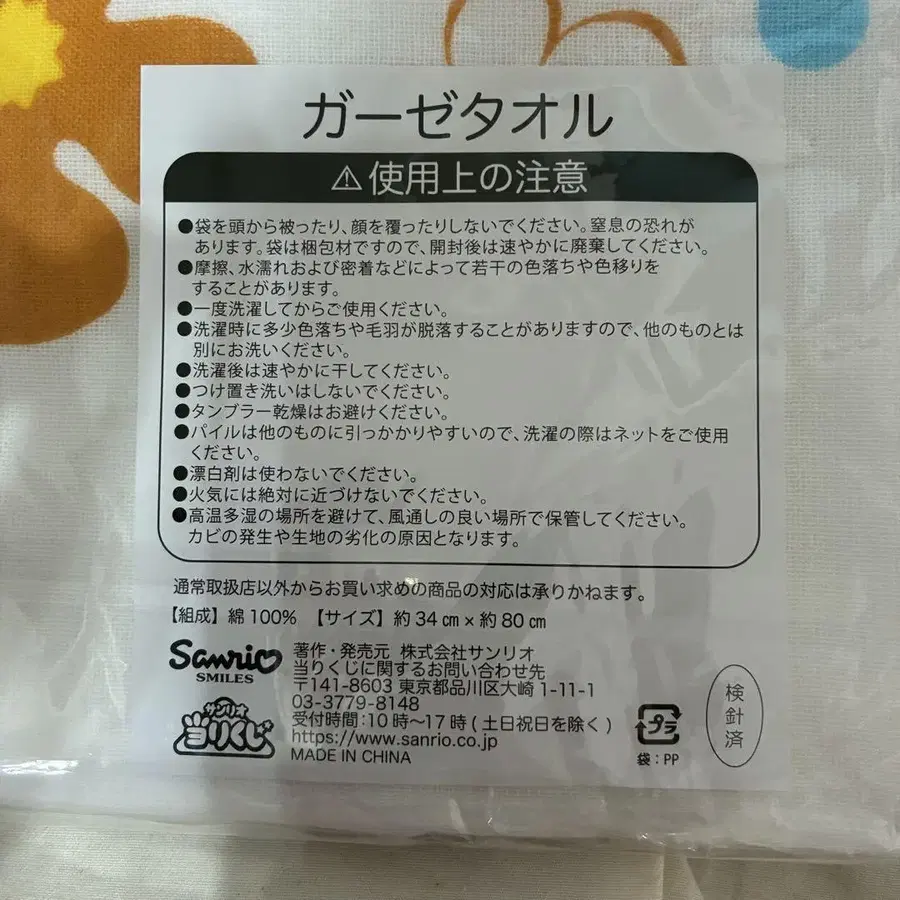 ガーゼタオル
⚠使用上の注意
●袋を頭から被ったり、顔を覆ったりしないでください。窒息の恐れが
あります。袋は梱包材ですので、開封後は速やかに廃棄してください。
●摩擦、水濡れおよび密着などによって若干の色落ちや色移りを
することがあります。
●一度洗濯してからご使用ください。
●洗濯時に多少色落ちや毛羽が脱落することがありますので、他のものとは
別にお洗いください。
●洗濯後は速やかに干してください。
●つけ置き洗いはしないでください。
●タンブラー乾燥はお避けください。
●パイルは他のものに引っかかりやすいので、洗濯の際はネットをご使用
ください。
●漂白剤は使わないでください。
●火気には絶対に近づけないでください。
●高温多湿の場所を避けて、風通しの良い場所で保管してください。
カビの発生や生地の劣化の原因となります。
通常取扱店以外からお買い求めの商品の対応は承りかねます。
【組成】綿100% 【サイズ】約34㎝×約80㎝
Sanrio
SMILES
サンリオ
当りくじ
著作・発売元 株式会社サンリオ
当りくじに関するお問い合わせ先
〒141-8603 東京都品川区大崎1-11-1
03-3779-8148
受付時間:10時〜17時(土日祝日を除く)
https://www.sanrio.co.jp
MADE IN CHINA
プラ
袋:PP
検針済